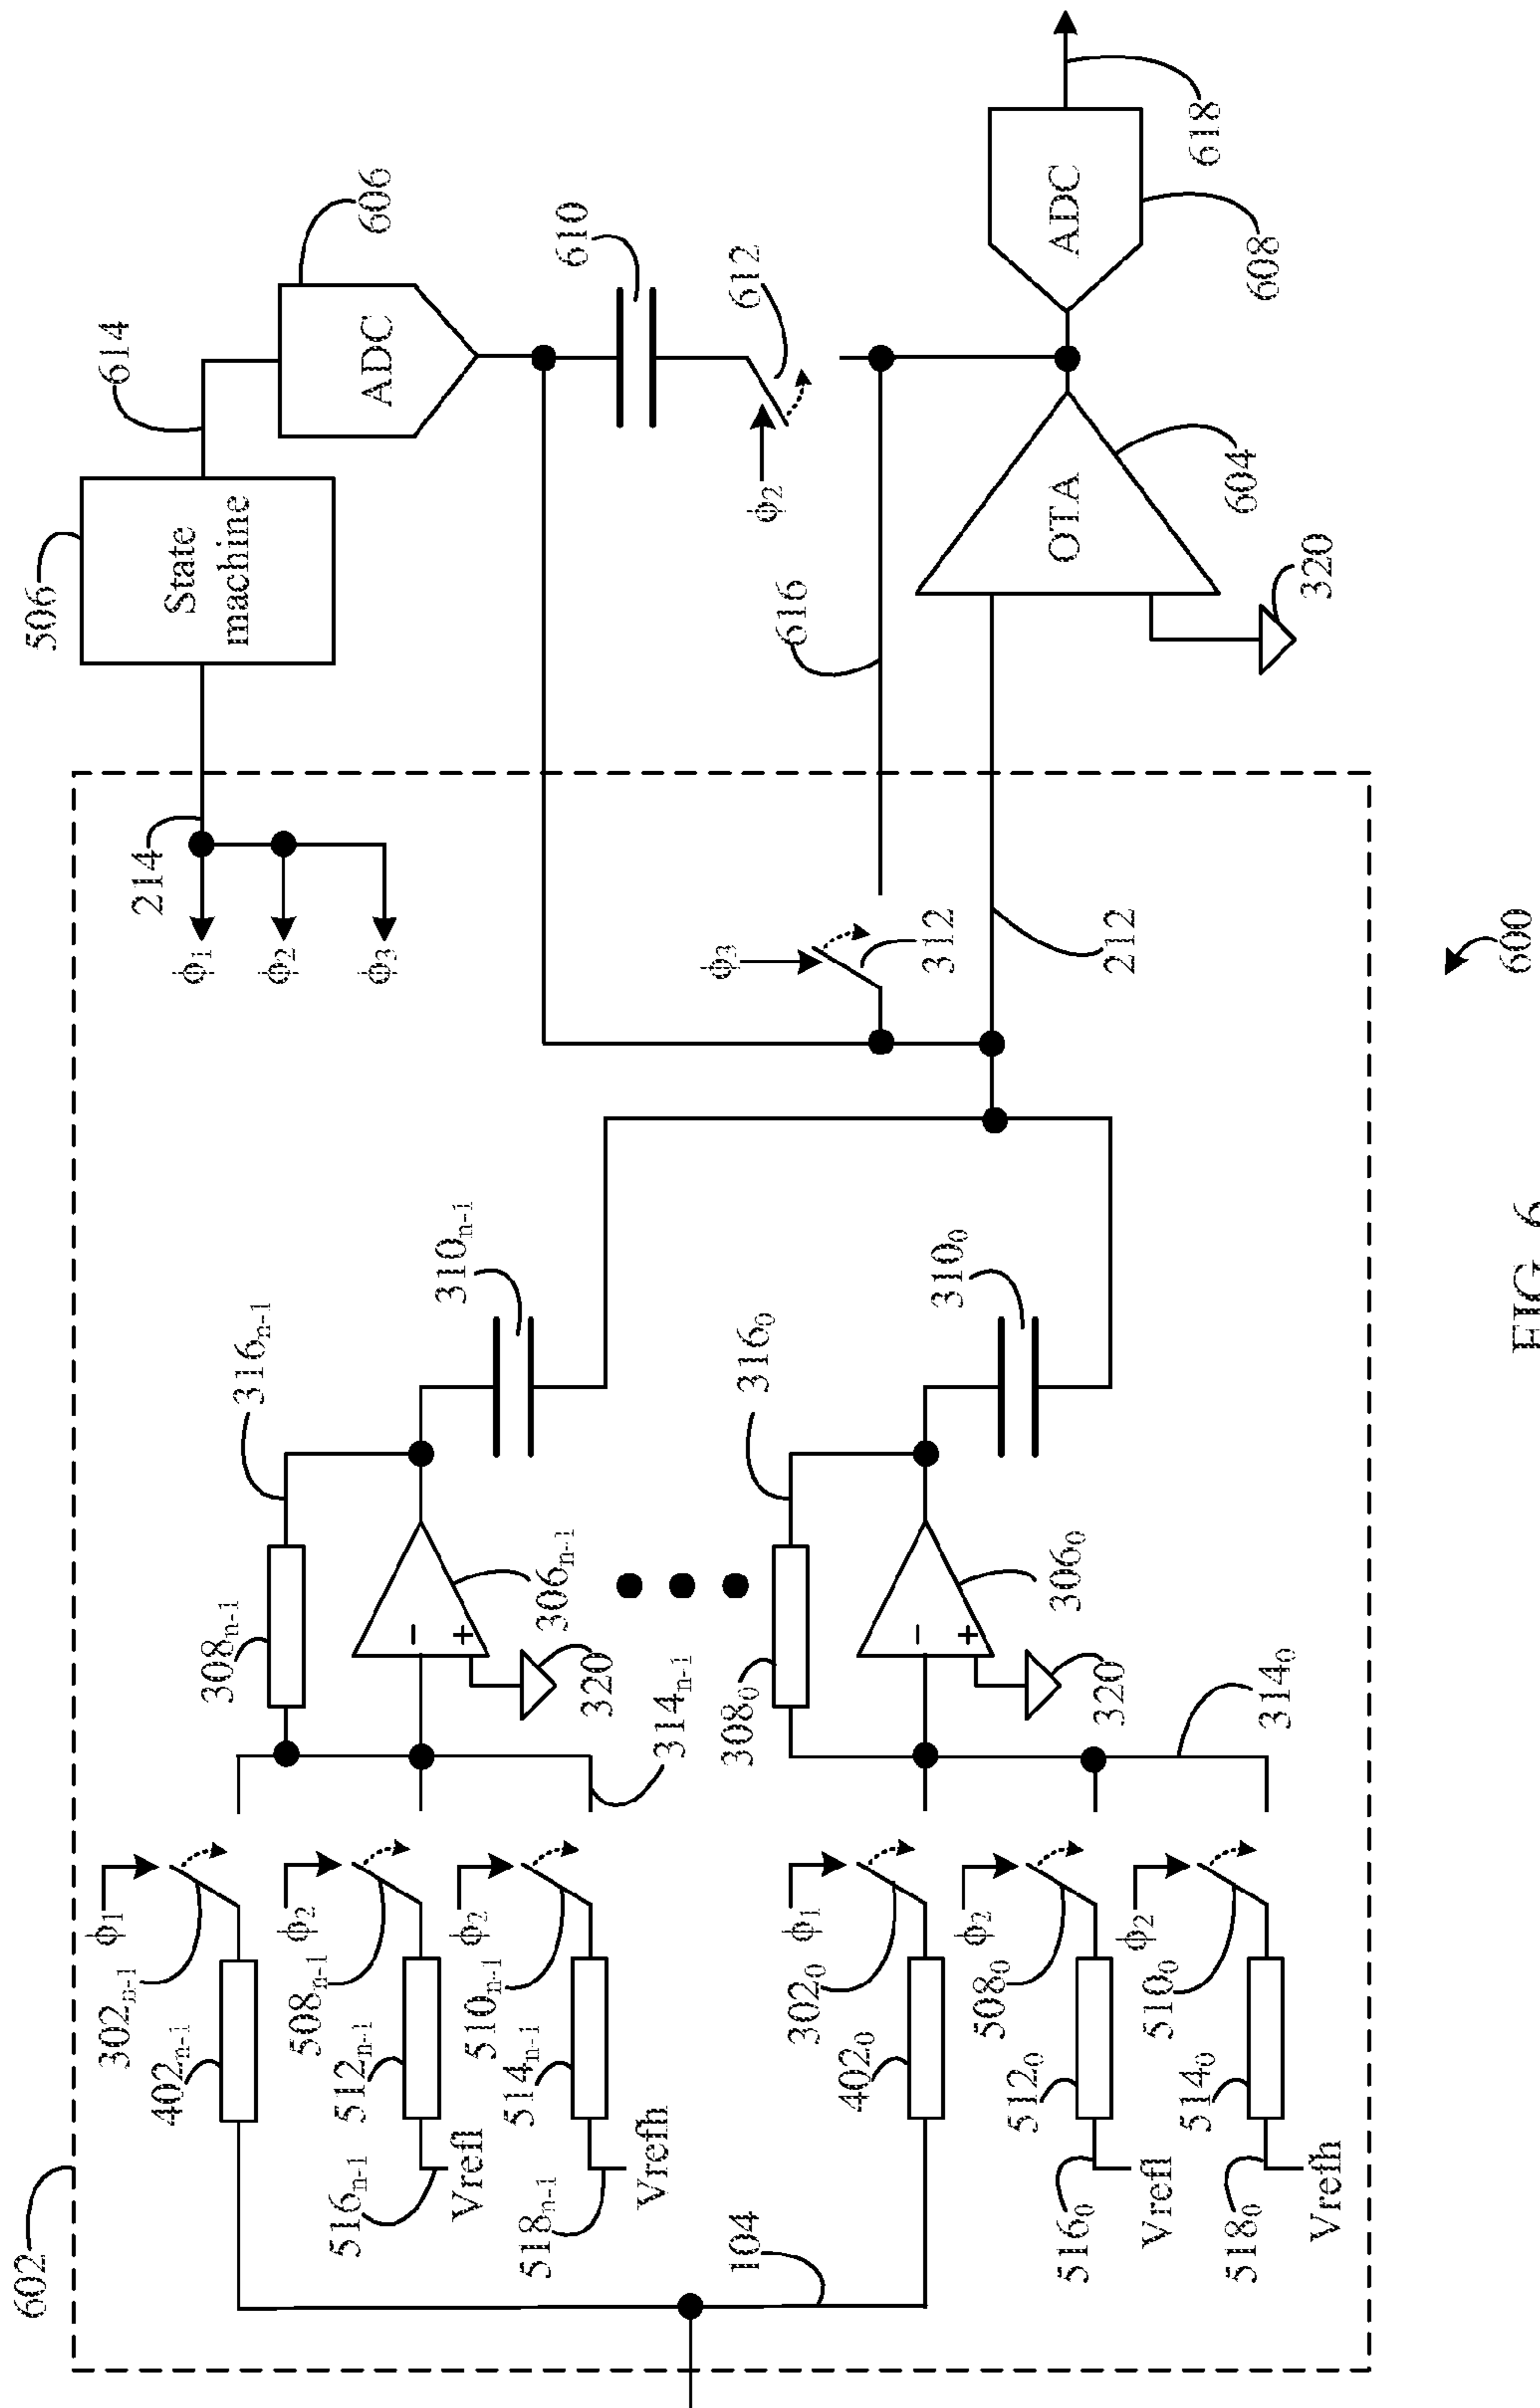 602
506
State
machine
614
606
ADC
214
ϕ₁
ϕ₂
ϕ₃
ϕ₁
302ₙ₋₁
402ₙ₋₁
308ₙ₋₁
316ₙ₋₁
ϕ₂
508ₙ₋₁
512ₙ₋₁
516ₙ₋₁
Vrefl
306ₙ₋₁
320
310ₙ₋₁
610
ϕ₂
510ₙ₋₁
514ₙ₋₁
518ₙ₋₁
Vrefh
314ₙ₋₁
612
ϕ₂
ϕ₃
312
616
104
ϕ₁
302₀
402₀
308₀
316₀
212
ϕ₂
508₀
512₀
516₀
Vrefl
306₀
320
310₀
OTA
604
320
ADC
608
618
ϕ₂
510₀
514₀
518₀
Vrefh
314₀
600
FIG. 6
− +
− +